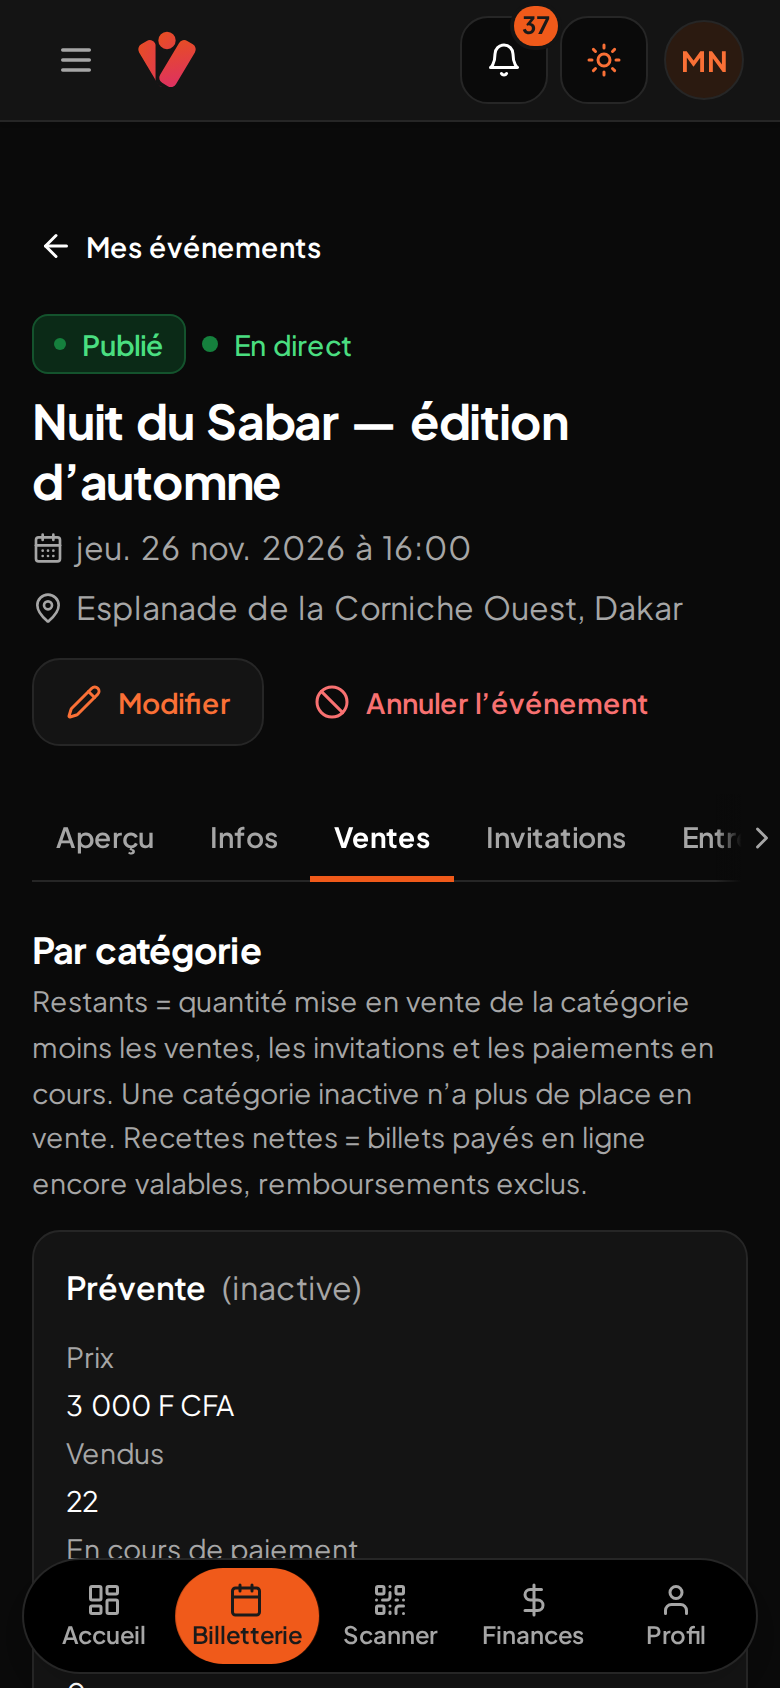 37
MN
Mes événements
Publié
En direct
Nuit du Sabar — édition
d’automne
jeu. 26 nov. 2026 à 16:00
Esplanade de la Corniche Ouest, Dakar
Modifier
Annuler l’événement
Aperçu Infos Ventes Invitations
Par catégorie
Restants = quantité mise en vente de la catégorie
moins les ventes, les invitations et les paiements en
cours. Une catégorie inactive n’a plus de place en
vente. Recettes nettes = billets payés en ligne
encore valables, remboursements exclus.
Prévente (inactive)
Prix
3 000 F CFA
Vendus
22
En cours de paiement
Accueil Billetterie Scanner Finances Profil